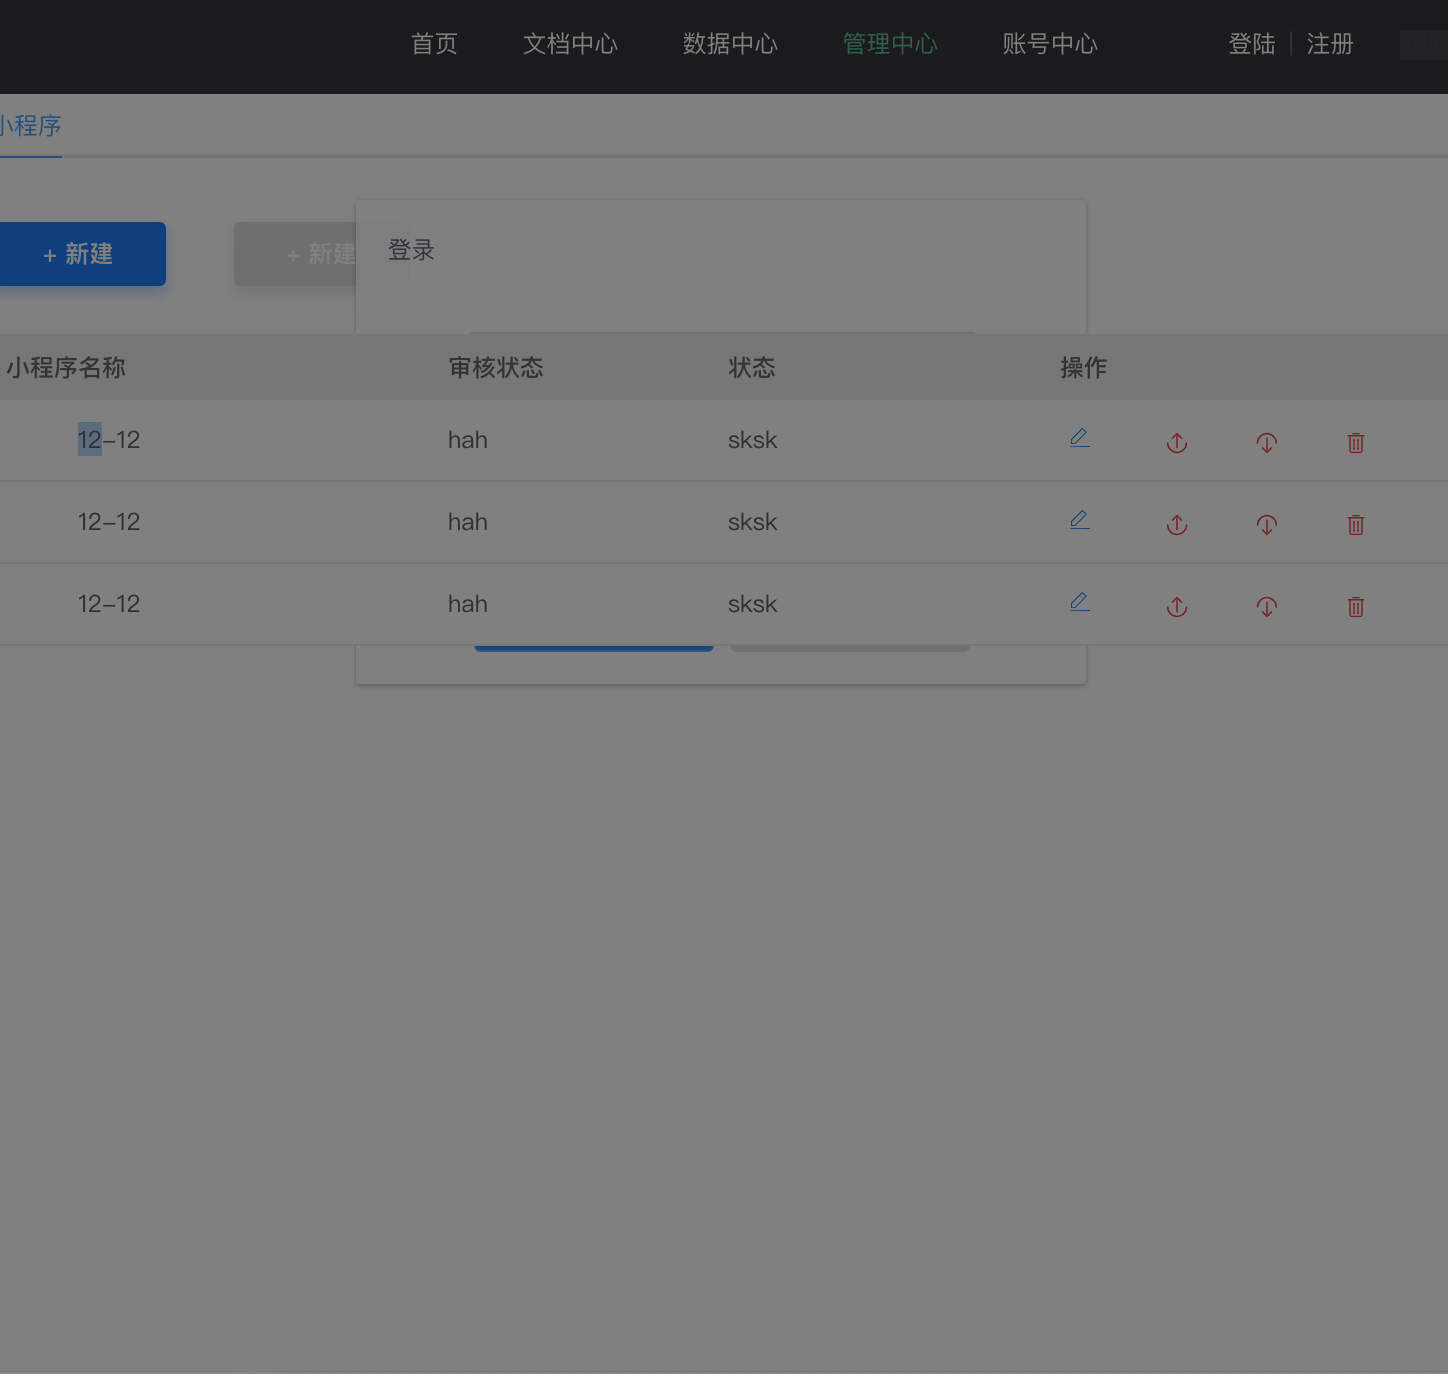 首页 文档中心 数据中心 管理中心 账号中心 登陆 | 注册
小程序
+ 新建 + 新建 登录
小程序名称 审核状态 状态 操作
12-12 hah sksk
12-12 hah sksk
12-12 hah sksk